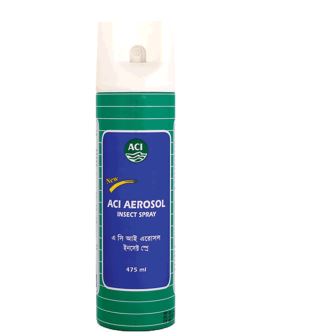 ACI
New
ACI AEROSOL
INSECT SPRAY
এ সি আই এরোসল
ইনসেক্ট স্প্রে
475 ml